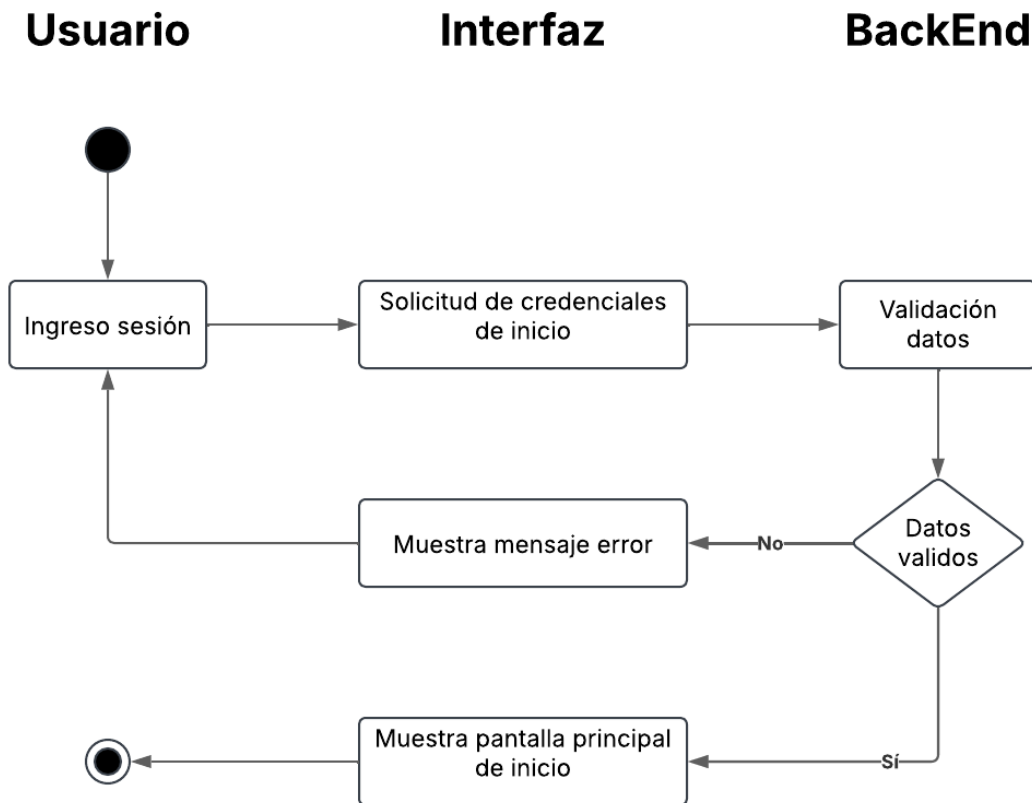 Usuario
Interfaz
BackEnd
Ingreso sesión
Solicitud de credenciales
de inicio
Validación
datos
Muestra mensaje error
No
Datos
validos
Muestra pantalla principal
de inicio
Sí